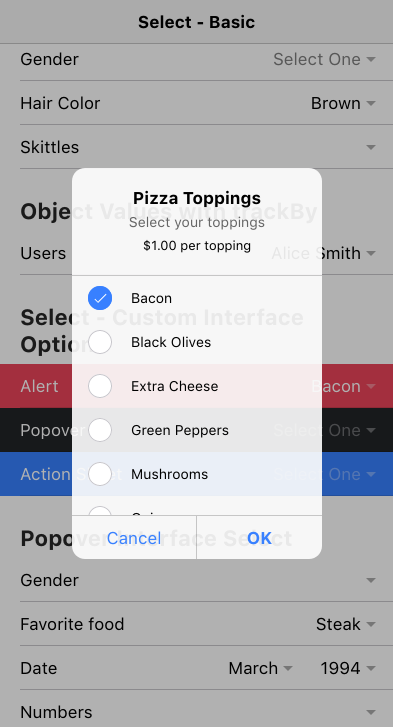 Select - Basic
Gender Select One
Hair Color Brown
Skittles
Object Values with trackBy
Users Alice Smith
Select - Custom Interface
Options
Alert Bacon
Popover Select One
Action Sheet Select One
Pizza Toppings
Select your toppings
$1.00 per topping
Bacon
Black Olives
Extra Cheese
Green Peppers
Mushrooms
Cancel OK
Popover Interface Select
Gender
Favorite food Steak
Date March 1994
Numbers